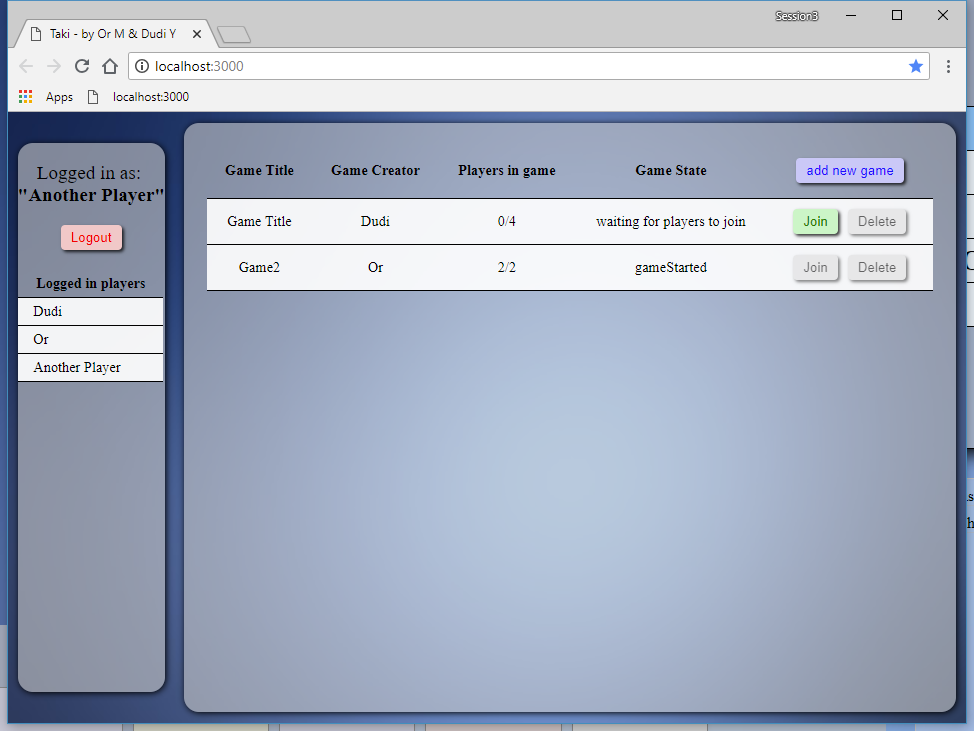 Session3
Taki - by Or M & Dudi Y
localhost:3000
Apps localhost:3000
Logged in as:
"Another Player"
Logout
Logged in players
Dudi
Or
Another Player
Game Title Game Creator Players in game Game State add new game
Game Title Dudi 0/4 waiting for players to join Join Delete
Game2 Or 2/2 gameStarted Join Delete